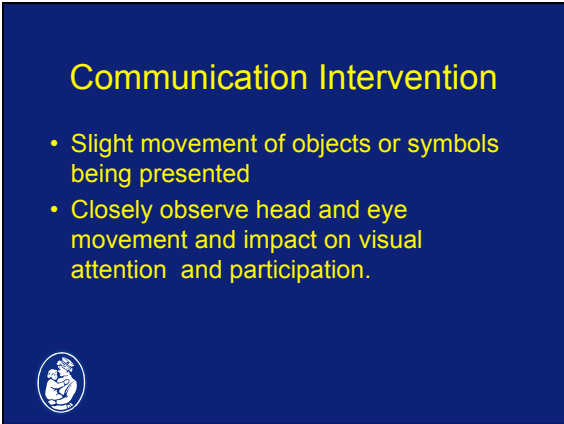 Communication Intervention
• Slight movement of objects or symbols
being presented
• Closely observe head and eye
movement and impact on visual
attention  and participation.